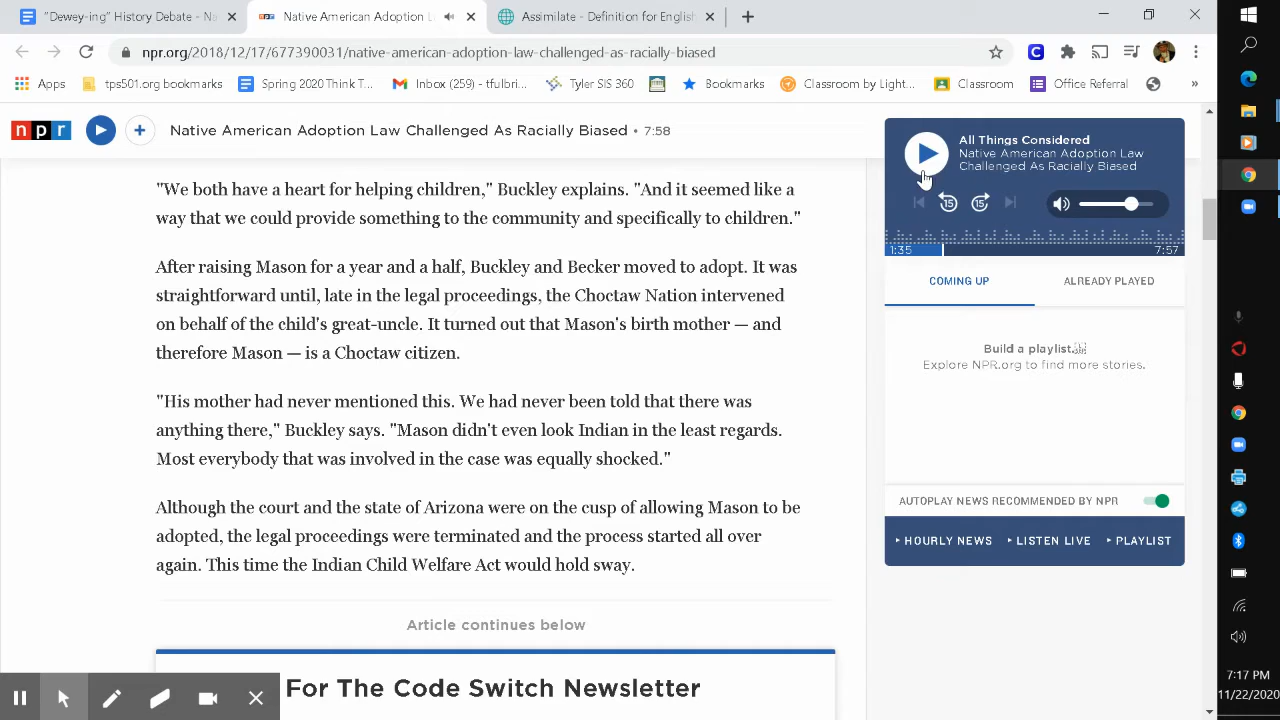 "Dewey-ing" History Debate - Na
Native American Adoption L
Assimilate - Definition for English
npr.org/2018/12/17/677390031/native-american-adoption-law-challenged-as-racially-biased
Apps
tps501.org bookmarks
Spring 2020 Think T...
Inbox (259) - tfulbri...
Tyler SIS 360
Bookmarks
Classroom by Light...
Classroom
Office Referral
»
npr
Native American Adoption Law Challenged As Racially Biased • 7:58
"We both have a heart for helping children," Buckley explains. "And it seemed like a
way that we could provide something to the community and specifically to children."
After raising Mason for a year and a half, Buckley and Becker moved to adopt. It was
straightforward until, late in the legal proceedings, the Choctaw Nation intervened
on behalf of the child's great-uncle. It turned out that Mason's birth mother — and
therefore Mason — is a Choctaw citizen.
"His mother had never mentioned this. We had never been told that there was
anything there," Buckley says. "Mason didn't even look Indian in the least regards.
Most everybody that was involved in the case was equally shocked."
Although the court and the state of Arizona were on the cusp of allowing Mason to be
adopted, the legal proceedings were terminated and the process started all over
again. This time the Indian Child Welfare Act would hold sway.
Article continues below
For The Code Switch Newsletter
All Things Considered
Native American Adoption Law
Challenged As Racially Biased
15 15
1:35 7:57
COMING UP ALREADY PLAYED
Build a playlist.
Explore NPR.org to find more stories.
AUTOPLAY NEWS RECOMMENDED BY NPR
HOURLY NEWS LISTEN LIVE PLAYLIST
7:17 PM
11/22/2020